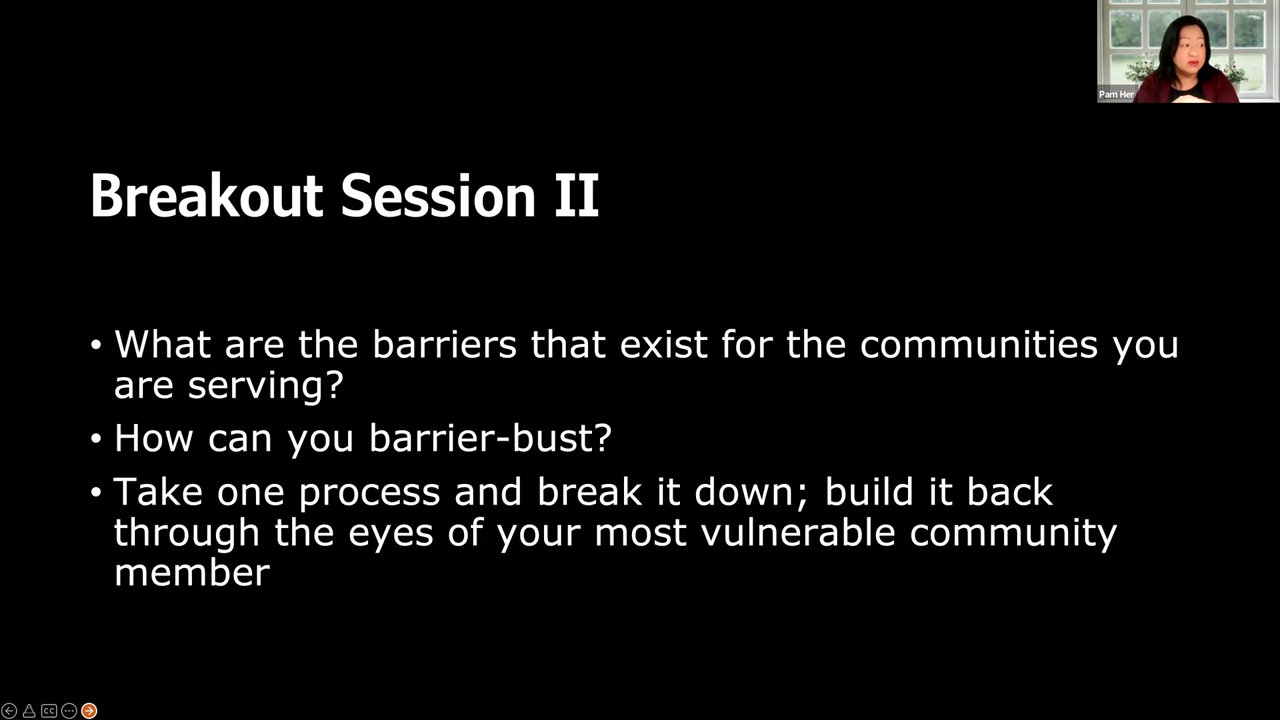 Pam Her
Breakout Session II
• What are the barriers that exist for the communities you
are serving?
• How can you barrier-bust?
• Take one process and break it down; build it back
through the eyes of your most vulnerable community
member
CC